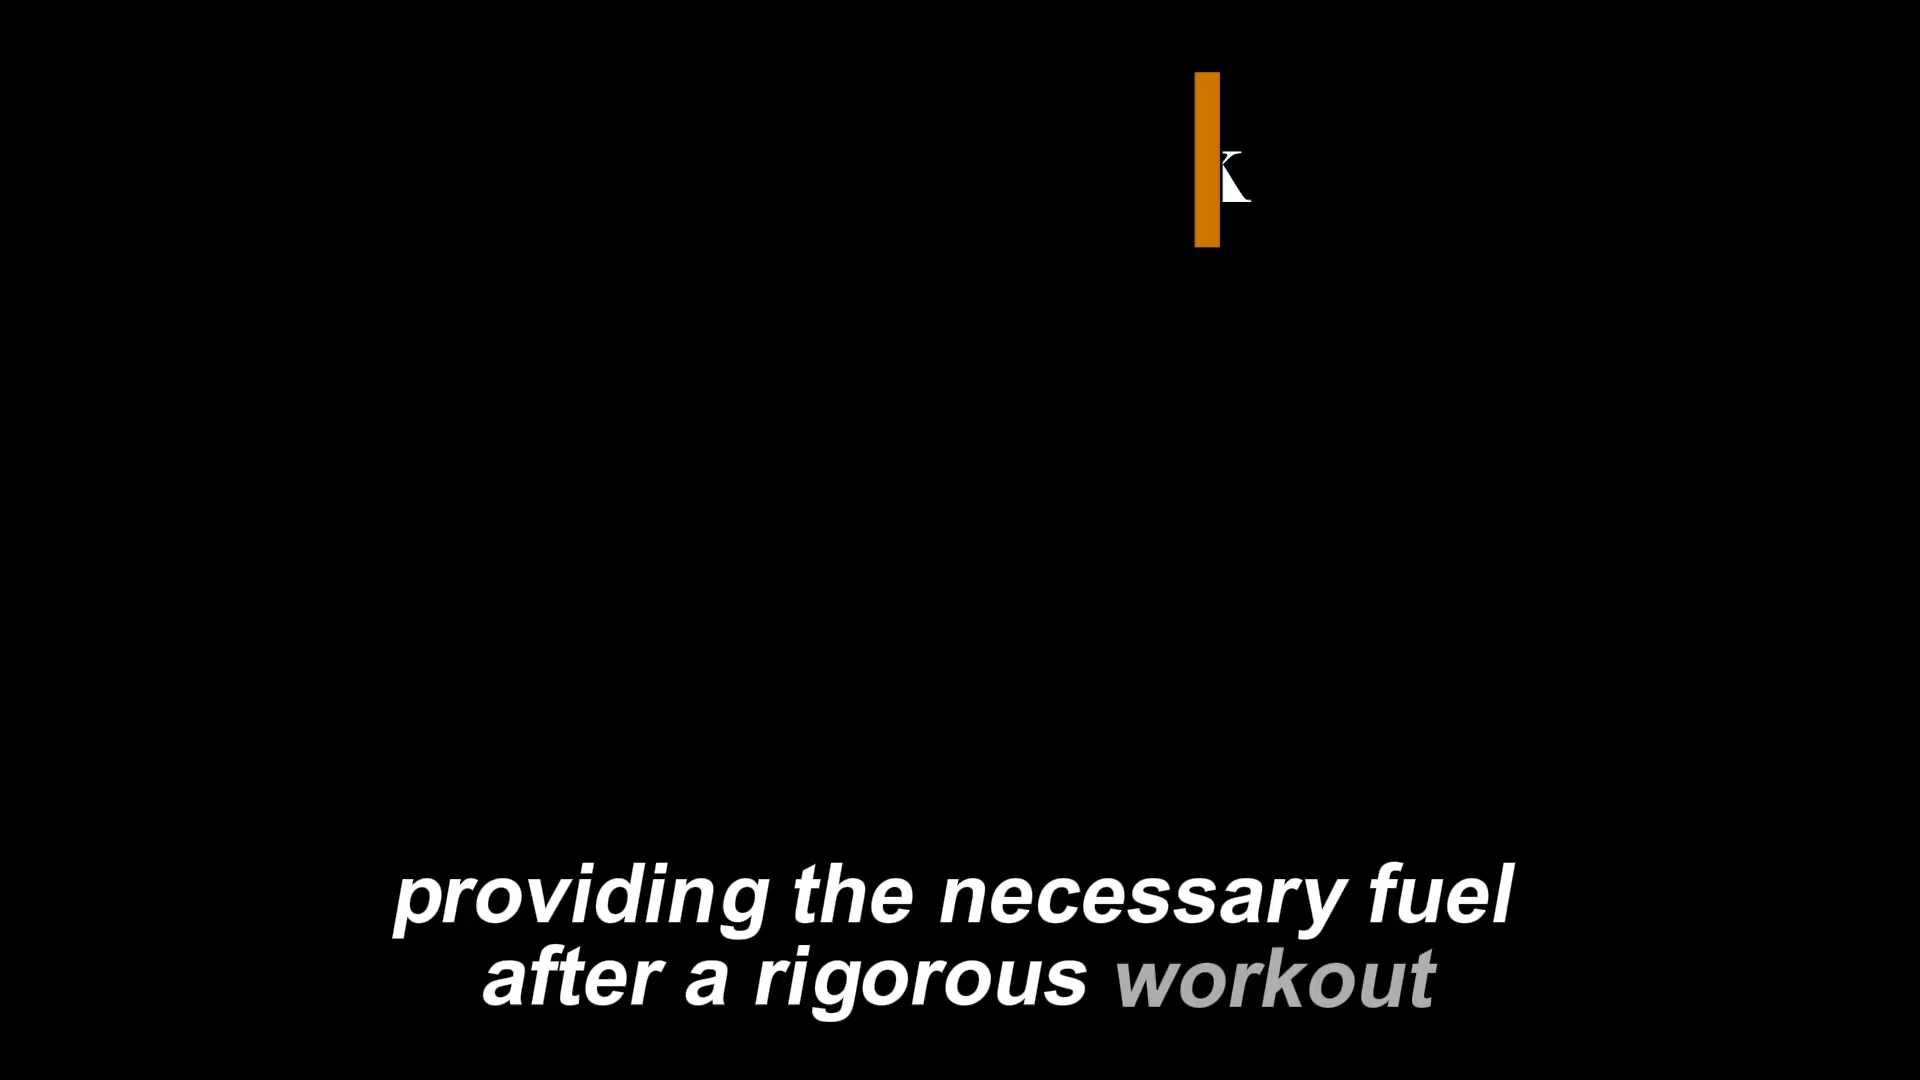 k
providing the necessary fuel
after a rigorous workout